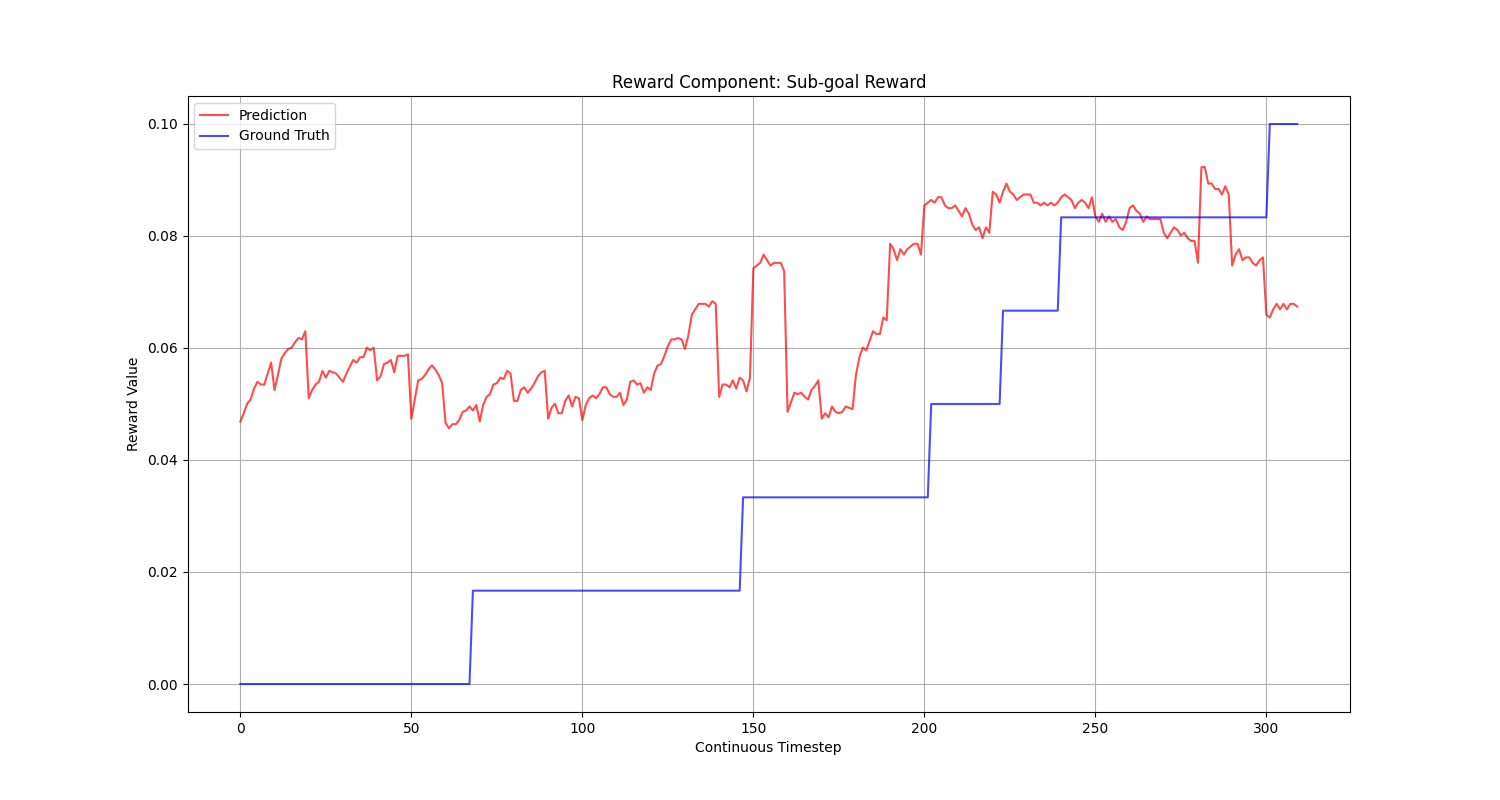 Reward Component: Sub-goal Reward
Prediction
Ground Truth
0.10
0.08
0.06
0.04
0.02
0.00
Reward Value
0 50 100 150 200 250 300
Continuous Timestep